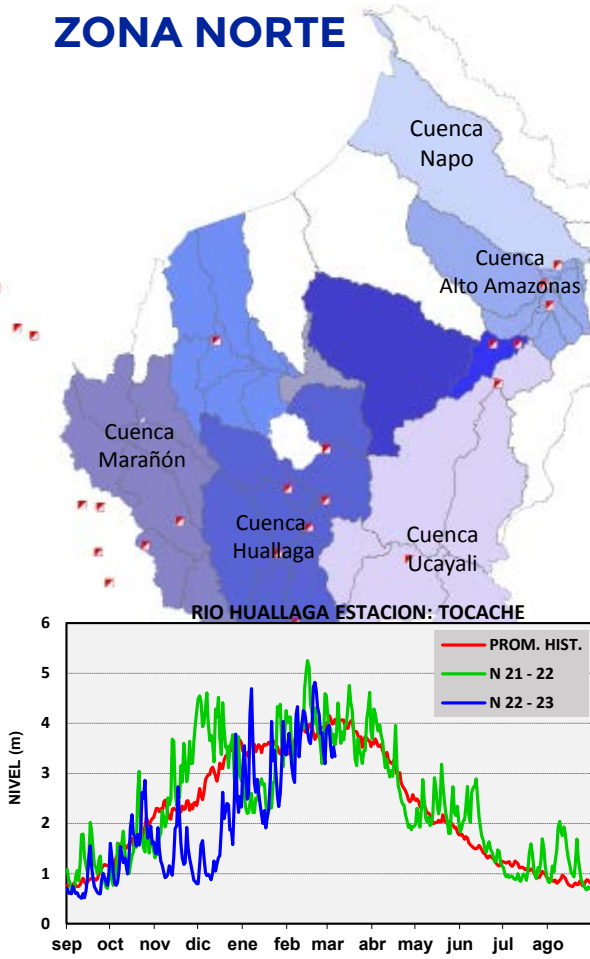 ZONA NORTE
Cuenca
Napo
Cuenca
Alto Amazonas
Cuenca
Marañón
Cuenca
Huallaga
Cuenca
Ucayali
RIO HUALLAGA ESTACION: TOCACHE
PROM. HIST.
N 21 - 22
N 22 - 23
NIVEL (m)
6
5
4
3
2
1
0
sep oct nov dic ene feb mar abr may jun jul ago